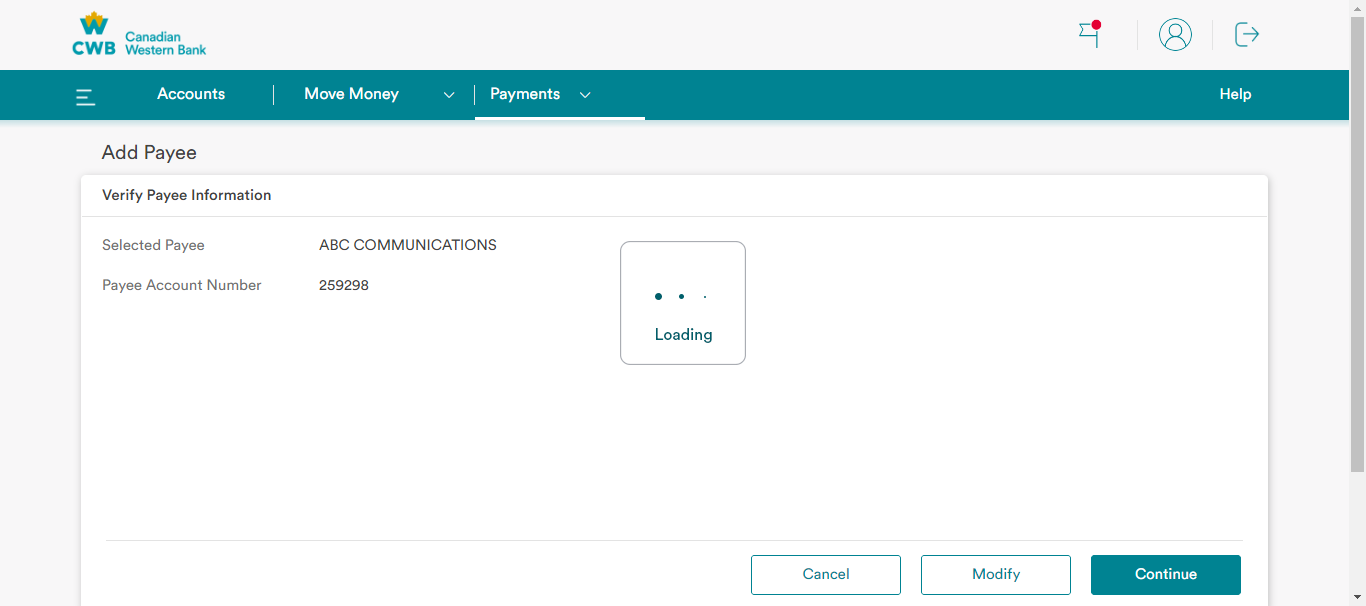 W
CWB Canadian
Western Bank
Accounts Move Money Payments Help
Add Payee
Verify Payee Information
Selected Payee ABC COMMUNICATIONS
Payee Account Number 259298
Loading
Cancel Modify Continue